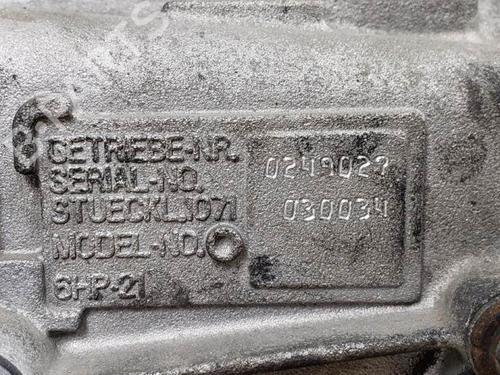 GETRIEBE-NR. 0249029
SERIAL-NO.
STUECKL.1071 030034
MODEL-NO.
6HP-21